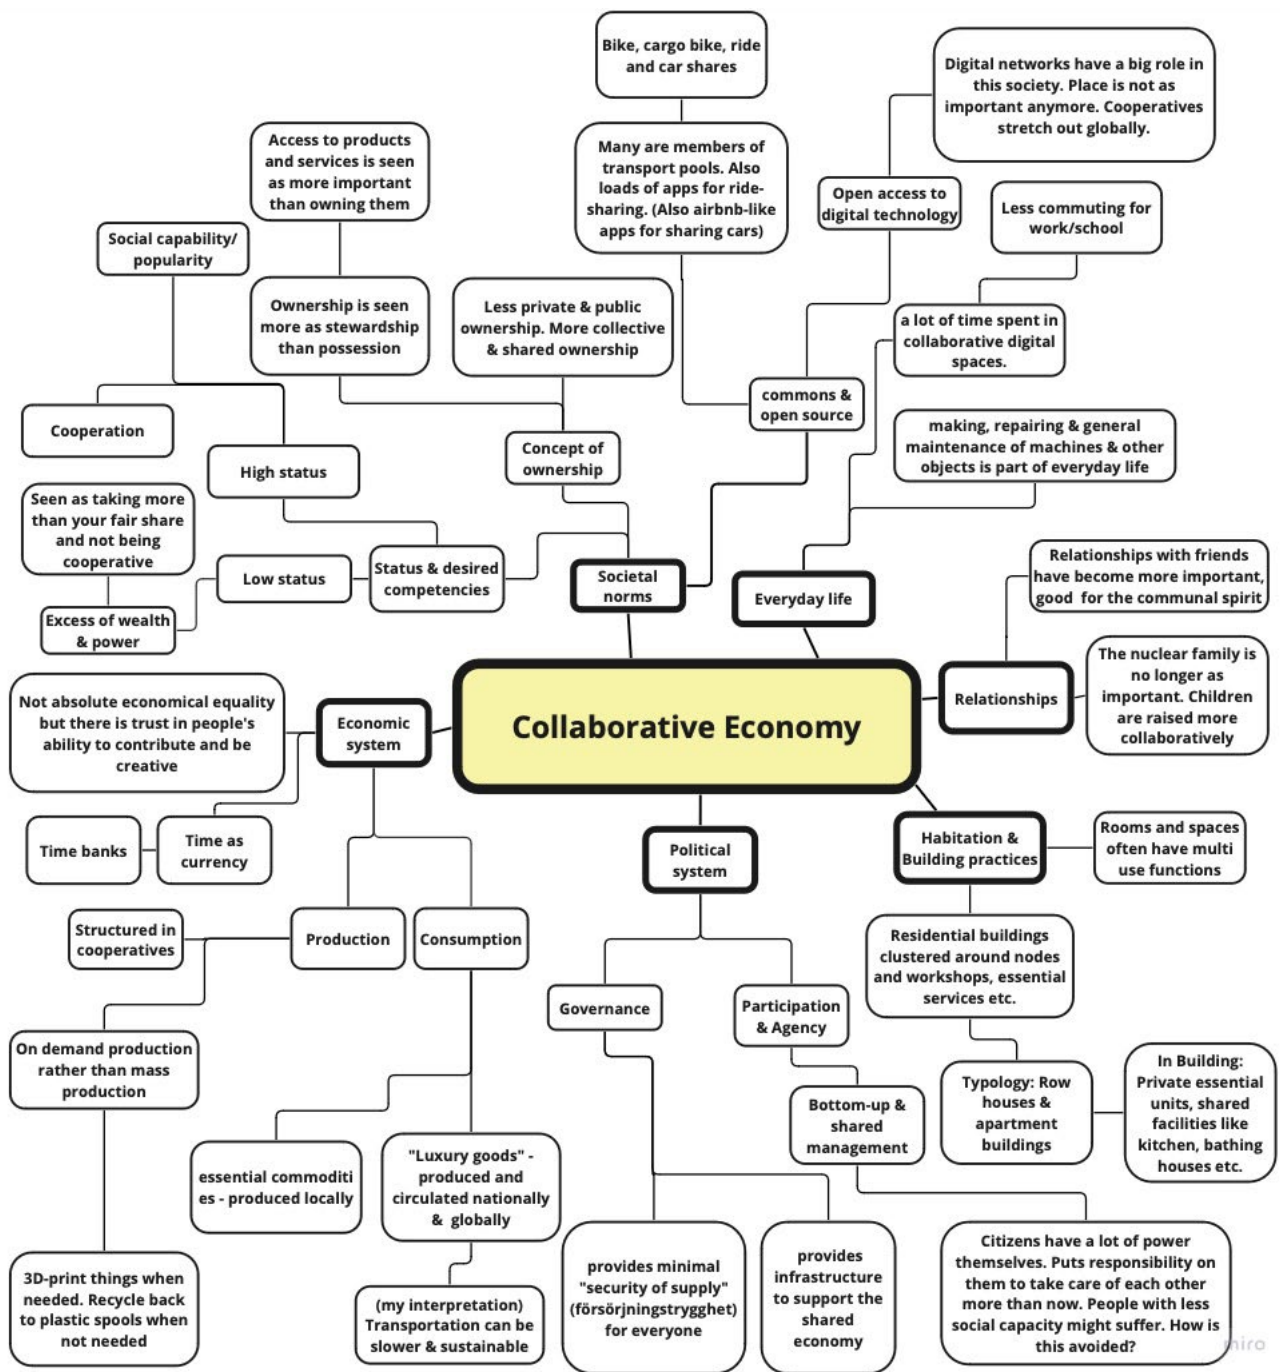 Bike, cargo bike, ride
and car shares
Digital networks have a big role in
this society. Place is not as
important anymore. Cooperatives
stretch out globally.
Access to products
and services is seen
as more important
than owning them
Many are members of
transport pools. Also
loads of apps for ride-
sharing. (Also airbnb-like
apps for sharing cars)
Open access to
digital technology
Less commuting for
work/school
Social capability/
popularity
Ownership is seen
more as stewardship
than possession
Less private & public
ownership. More collective
& shared ownership
a lot of time spent in
collaborative digital
spaces.
commons &
open source
Cooperation
High status
Concept of
ownership
making, repairing & general
maintenance of machines & other
objects is part of everyday life
Seen as taking more
than your fair share
and not being
cooperative
Low status
Status & desired
competencies
Societal
norms
Everyday life
Relationships with friends
have become more important,
good for the communal spirit
Excess of wealth
& power
The nuclear family is
no longer as
important. Children
are raised more
collaboratively
Relationships
Not absolute economical equality
but there is trust in people's
ability to contribute and be
creative
Economic
system
Collaborative Economy
Time banks
Time as
currency
Political
system
Habitation &
Building practices
Rooms and spaces
often have multi
use functions
Structured in
cooperatives
Production
Consumption
Residential buildings
clustered around nodes
and workshops, essential
services etc.
Governance
Participation
& Agency
On demand production
rather than mass
production
Bottom-up &
shared
management
Typology: Row
houses &
apartment
buildings
In Building:
Private essential
units, shared
facilities like
kitchen, bathing
houses etc.
essential commoditi
es - produced locally
"Luxury goods" -
produced and
circulated nationally
& globally
3D-print things when
needed. Recycle back
to plastic spools when
not needed
(my interpretation)
Transportation can be
slower & sustainable
provides minimal
"security of supply"
(försörjningstrygghet)
for everyone
provides
infrastructure
to support the
shared
economy
Citizens have a lot of power
themselves. Puts responsibility on
them to take care of each other
more than now. People with less
social capacity might suffer. How is
this avoided?
miro